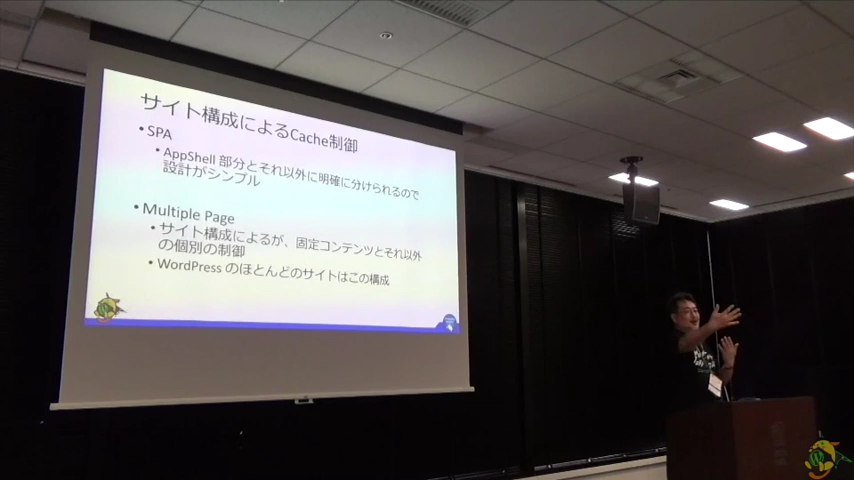 サイト構成によるCache制御
•SPA
•AppShell 部分とそれ以外に明確に分けられるので
設計がシンプル
•Multiple Page
•サイト構成によるが、固定コンテンツとそれ以外
の個別の制御
•WordPress のほとんどのサイトはこの構成